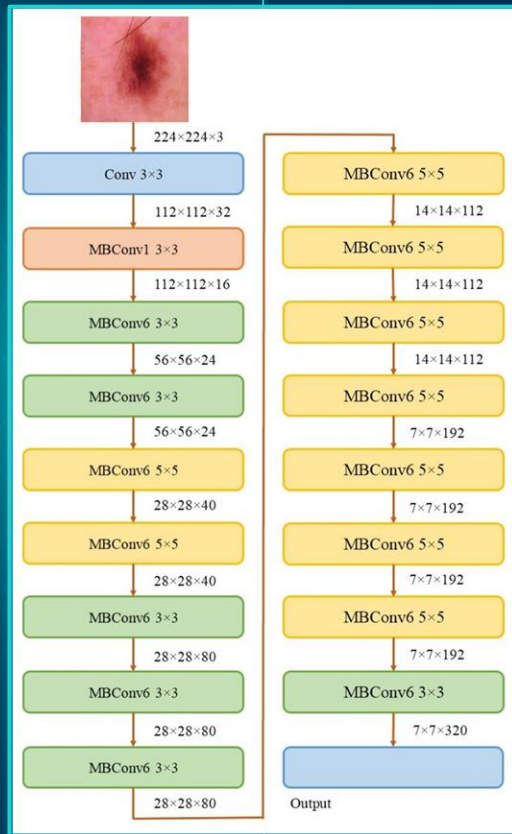 224×224×3
Conv 3×3
112×112×32
MBConv1 3×3
112×112×16
MBConv6 3×3
56×56×24
MBConv6 3×3
56×56×24
MBConv6 5×5
28×28×40
MBConv6 5×5
28×28×40
MBConv6 3×3
28×28×80
MBConv6 3×3
28×28×80
MBConv6 3×3
28×28×80
MBConv6 5×5
14×14×112
MBConv6 5×5
14×14×112
MBConv6 5×5
14×14×112
MBConv6 5×5
7×7×192
MBConv6 5×5
7×7×192
MBConv6 5×5
7×7×192
MBConv6 5×5
7×7×192
MBConv6 3×3
7×7×320
Output